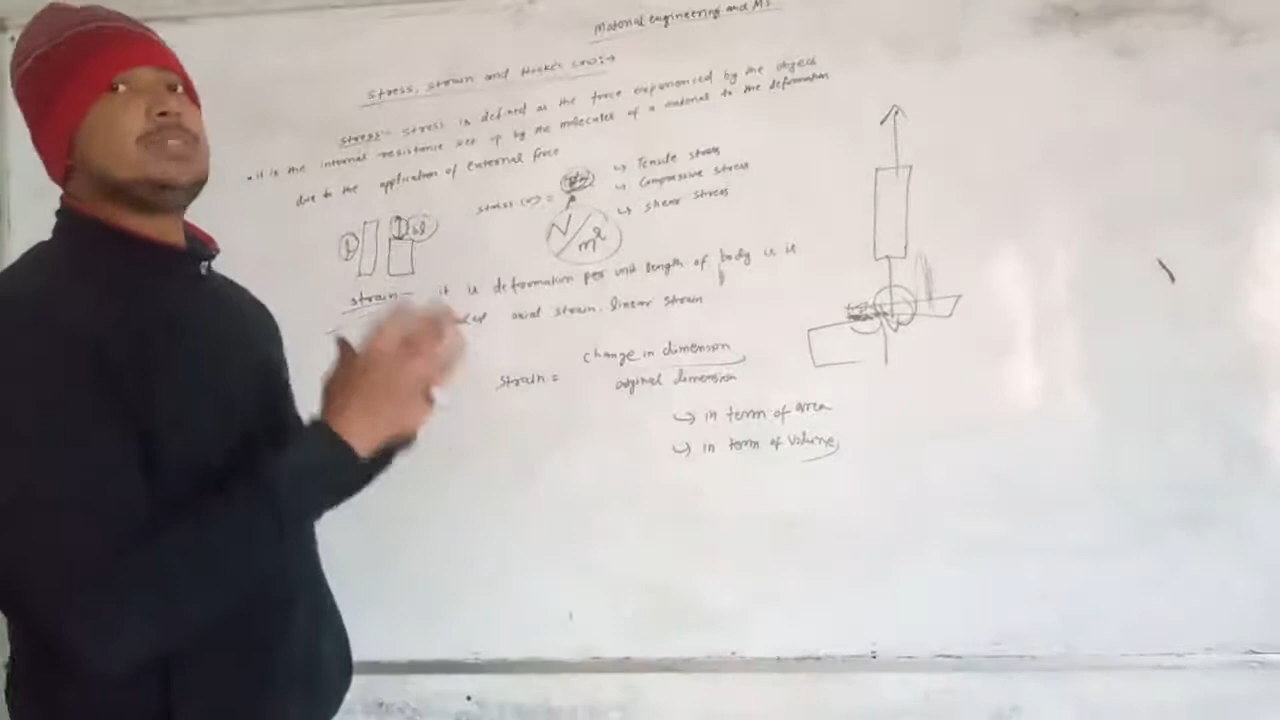 Material engineering and Ms
Stress, strain and Hooke's law:→
Stress:- Stress is defined as the force experienced by the object
• it is the internal resistance set up by the molecules of a material to the deformation
due to the application of external force
↳ Tensile stress
Stress (σ) =
↳ Compressive stress
↳ Shear stress
N/m²
l
δl
strain- it is deformation per unit length of body
axial strain. linear strain
Strain =
change in dimension
original dimension
↳ in term of area
↳ in term of volume